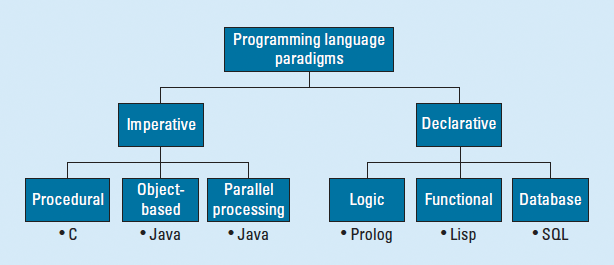 Programming language
paradigms
Imperative
Declarative
Procedural
Object-
based
Parallel
processing
Logic
Functional
Database
• C
• Java
• Java
• Prolog
• Lisp
• SQL